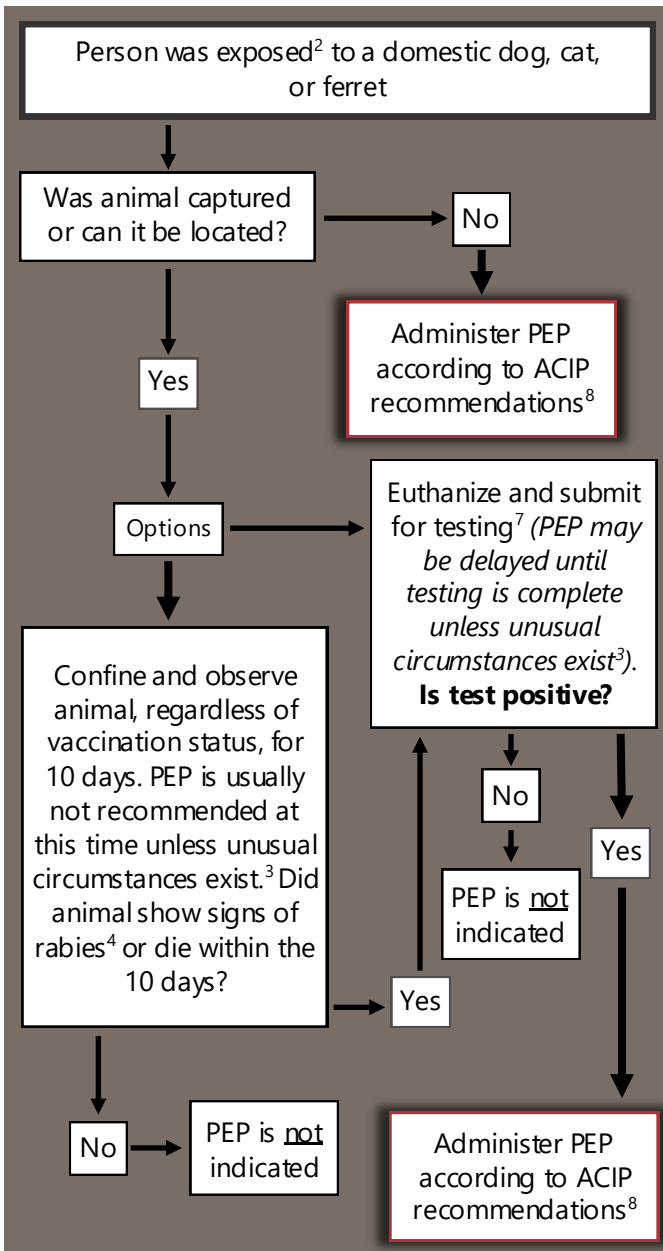 Person was exposed² to a domestic dog, cat,
or ferret
Was animal captured
or can it be located?
No
Administer PEP
according to ACIP
recommendations⁸
Yes
Options
Euthanize and submit
for testing⁷ (PEP may
be delayed until
testing is complete
unless unusual
circumstances exist³).
Is test positive?
Confine and observe
animal, regardless of
vaccination status, for
10 days. PEP is usually
not recommended at
this time unless unusual
circumstances exist.³ Did
animal show signs of
rabies⁴ or die within the
10 days?
No
Yes
PEP is not
indicated
Yes
No
PEP is not
indicated
Administer PEP
according to ACIP
recommendations⁸